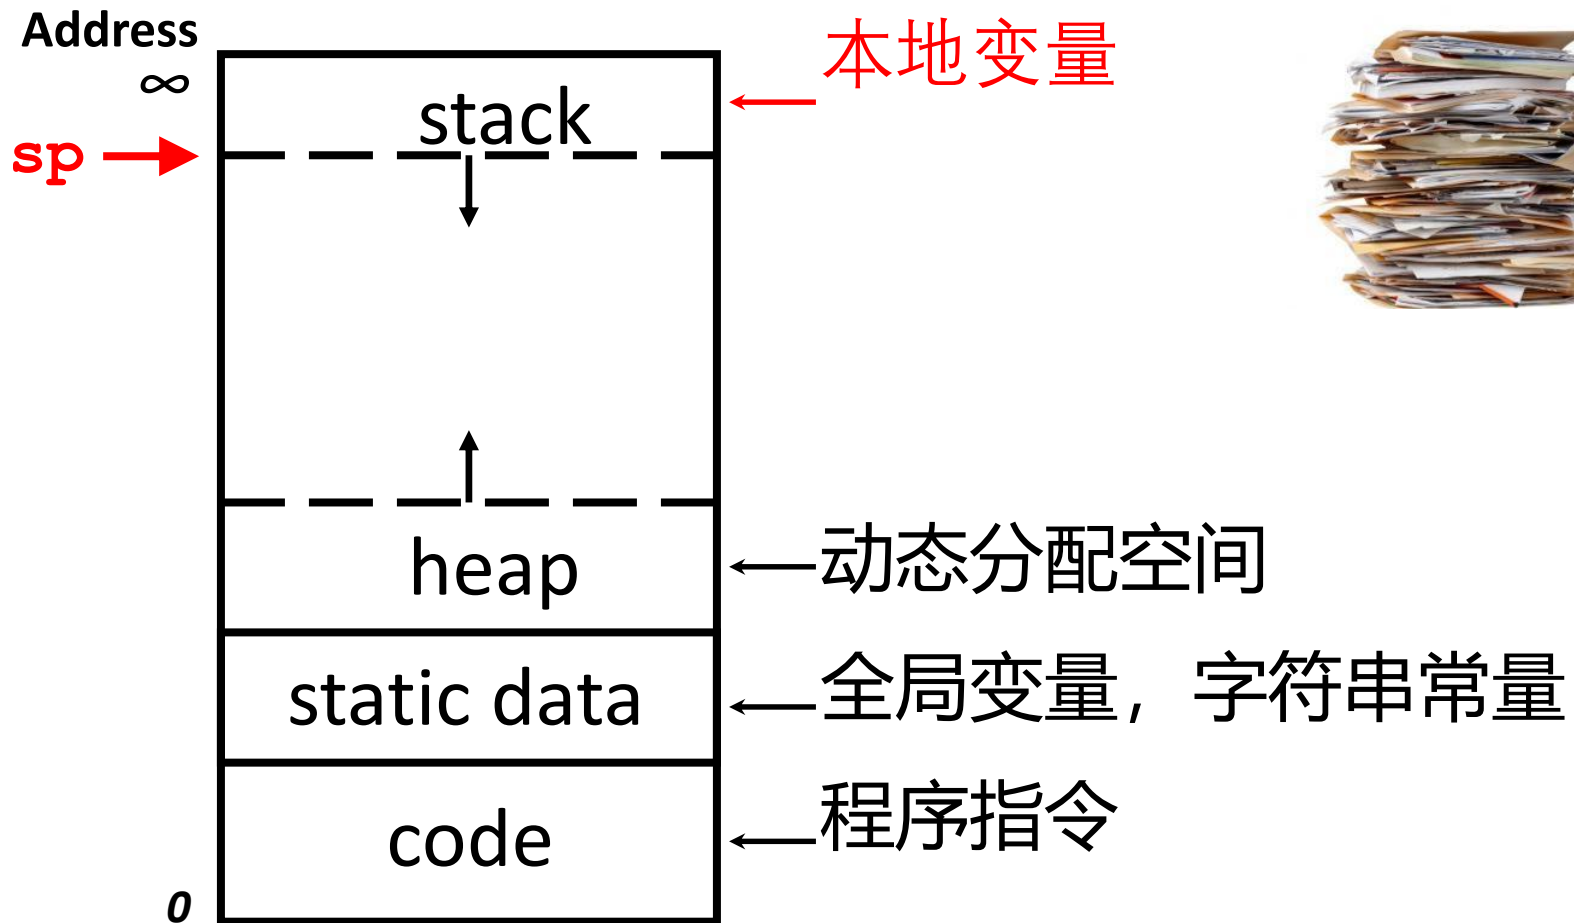 Address
∞
本地变量
stack
sp
heap
动态分配空间
static data
全局变量，字符串常量
code
程序指令
0